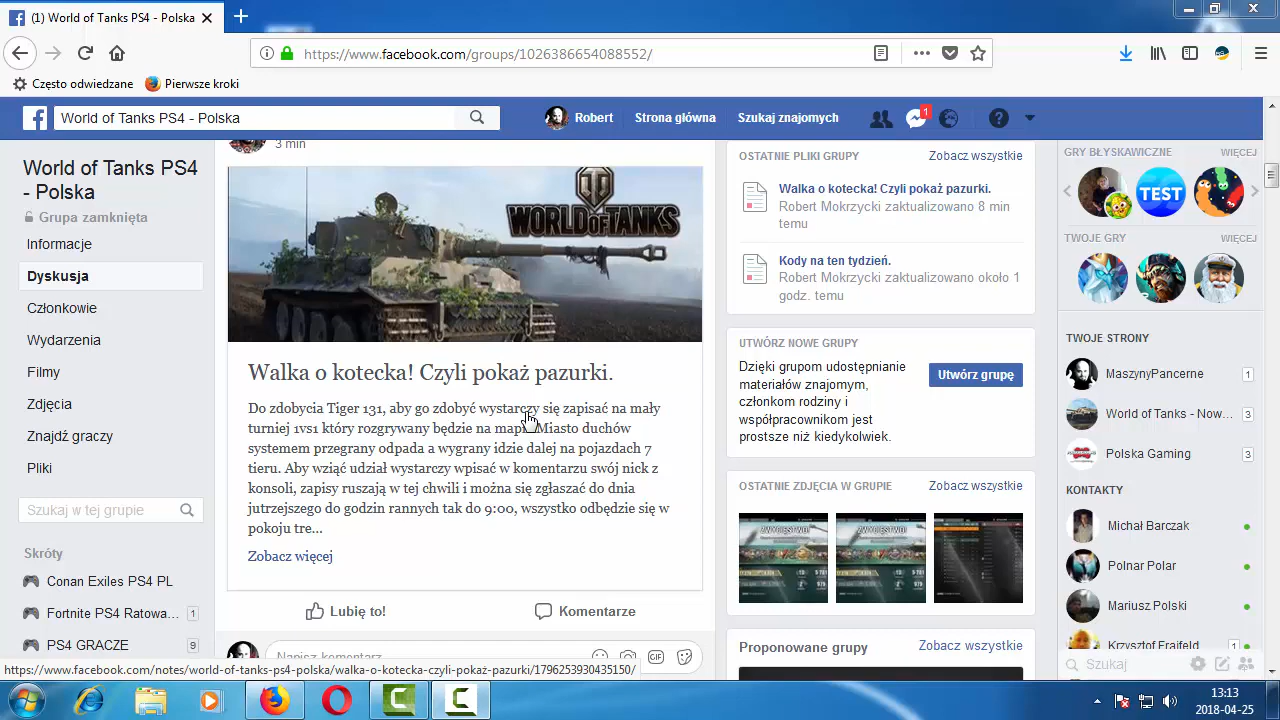 (1) World of Tanks PS4 - Polska
https://www.facebook.com/groups/1026386654088552/
Często odwiedzane
Pierwsze kroki
World of Tanks PS4 - Polska
Robert
Strona główna
Szukaj znajomych
1
World of Tanks PS4
- Polska
Grupa zamknięta
Informacje
Dyskusja
Członkowie
Wydarzenia
Filmy
Zdjęcia
Znajdź graczy
Pliki
Szukaj w tej grupie
Skróty
Conan Exiles PS4 PL
Fortnite PS4 Ratowa... 1
PS4 GRACZE 9
3 min
WORLD OF TANKS
Walka o kotecka! Czyli pokaż pazurki.
Do zdobycia Tiger 131, aby go zdobyć wystarczy się zapisać na mały
turniej 1vs1 który rozgrywany będzie na mapie Miasto duchów
systemem przegrany odpada a wygrany idzie dalej na pojazdach 7
tieru. Aby wziąć udział wystarczy wpisać w komentarzu swój nick z
konsoli, zapisy ruszają w tej chwili i można się zgłaszać do dnia
jutrzejszego do godzin rannych tak do 9:00, wszystko odbędzie się w
pokoju tre...
Zobacz więcej
Lubię to!
Komentarze
Napisz komentarz...
GIF
OSTATNIE PLIKI GRUPY
Zobacz wszystkie
Walka o kotecka! Czyli pokaż pazurki.
Robert Mokrzycki zaktualizowano 8 min
temu
Kody na ten tydzień.
Robert Mokrzycki zaktualizowano około 1
godz. temu
UTWÓRZ NOWE GRUPY
Dzięki grupom udostępnianie
materiałów znajomym,
członkom rodziny i
współpracownikom jest
prostsze niż kiedykolwiek.
Utwórz grupę
OSTATNIE ZDJĘCIA W GRUPIE
Zobacz wszystkie
Proponowane grupy
Zobacz wszystkie
GRY BŁYSKAWICZNE
WIĘCEJ
TEST
TWOJE GRY
WIĘCEJ
TWOJE STRONY
MaszynyPancerne 1
World of Tanks - Now... 3
Polska Gaming 3
KONTAKTY
Michał Barczak
Polnar Polar
Mariusz Polski
Krzysztof Frajfeld 1
Szukaj
https://www.facebook.com/notes/world-of-tanks-ps4-polska/walka-o-kotecka-czyli-pokaż-pazurki/1796253930435150/
13:13
2018-04-25